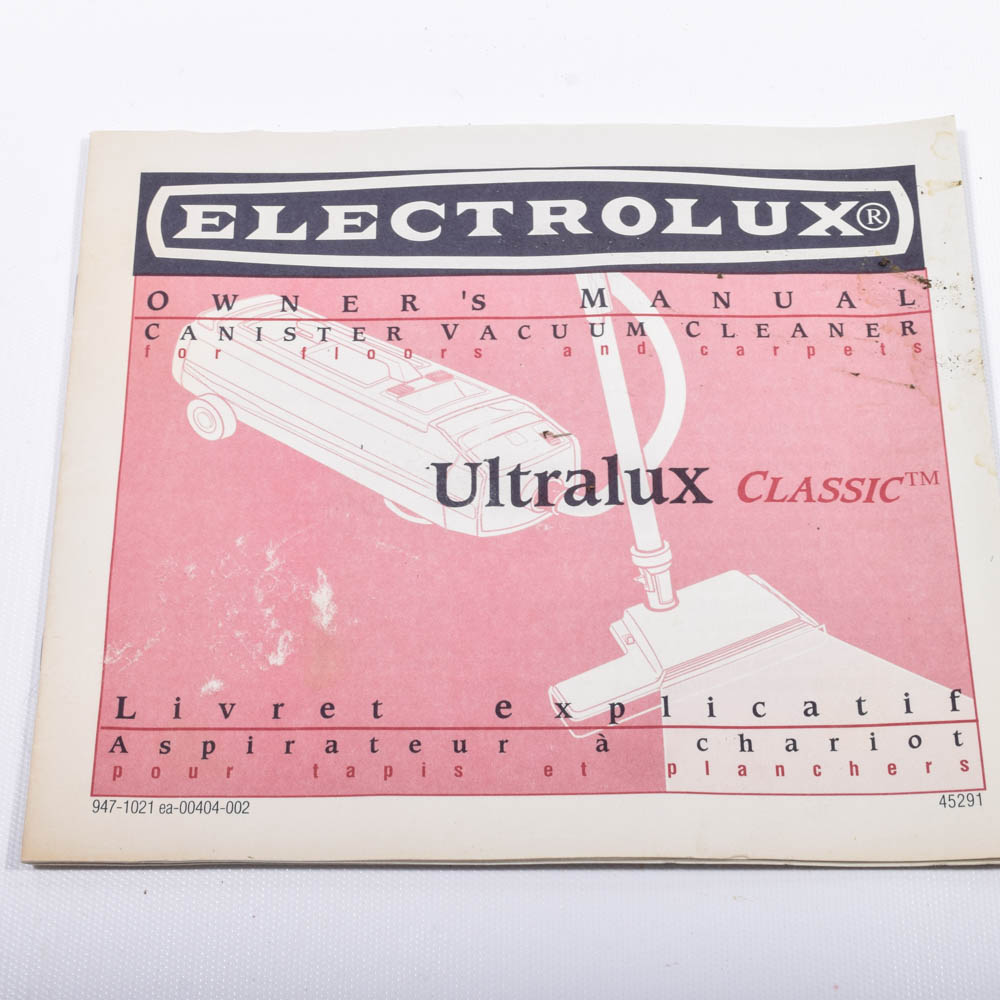 ELECTROLUX®
OWNER'S MANUAL
CANISTER VACUUM CLEANER
for floors and carpets
Ultralux CLASSIC™
Livret explicatif
Aspirateur à chariot
pour tapis et planchers
947-1021 ea-00404-002
45291